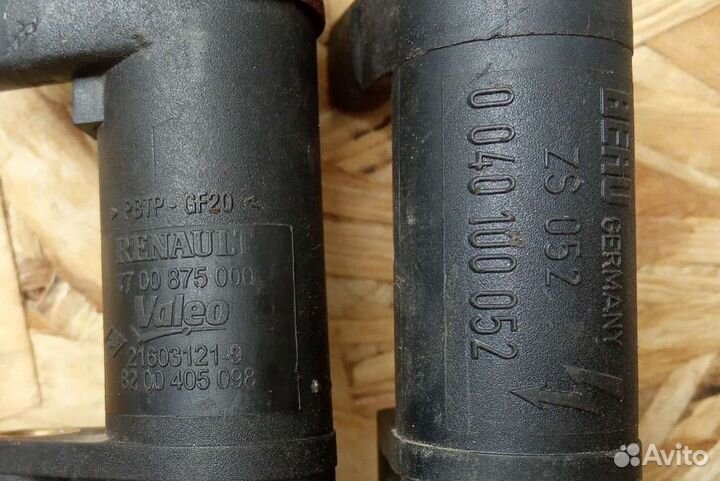 > PBTP - GF20 <
RENAULT
7700 875 000
Valeo
21603121-9
8200 405 098
BERU GERMANY
ZS 052
0 040 100 052
Avito